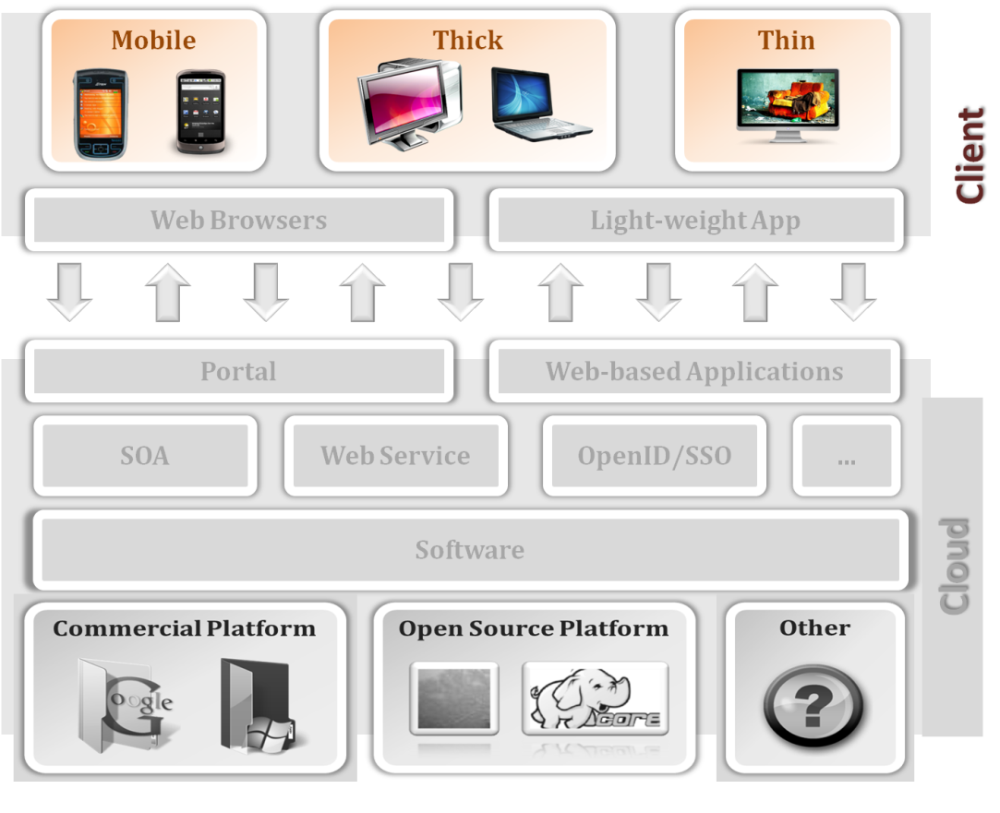 Mobile
Thick
Thin
Client
Web Browsers
Light-weight App
Portal
Web-based Applications
SOA
Web Service
OpenID/SSO
...
Cloud
Software
Commercial Platform
Open Source Platform
Other
Google
core
?